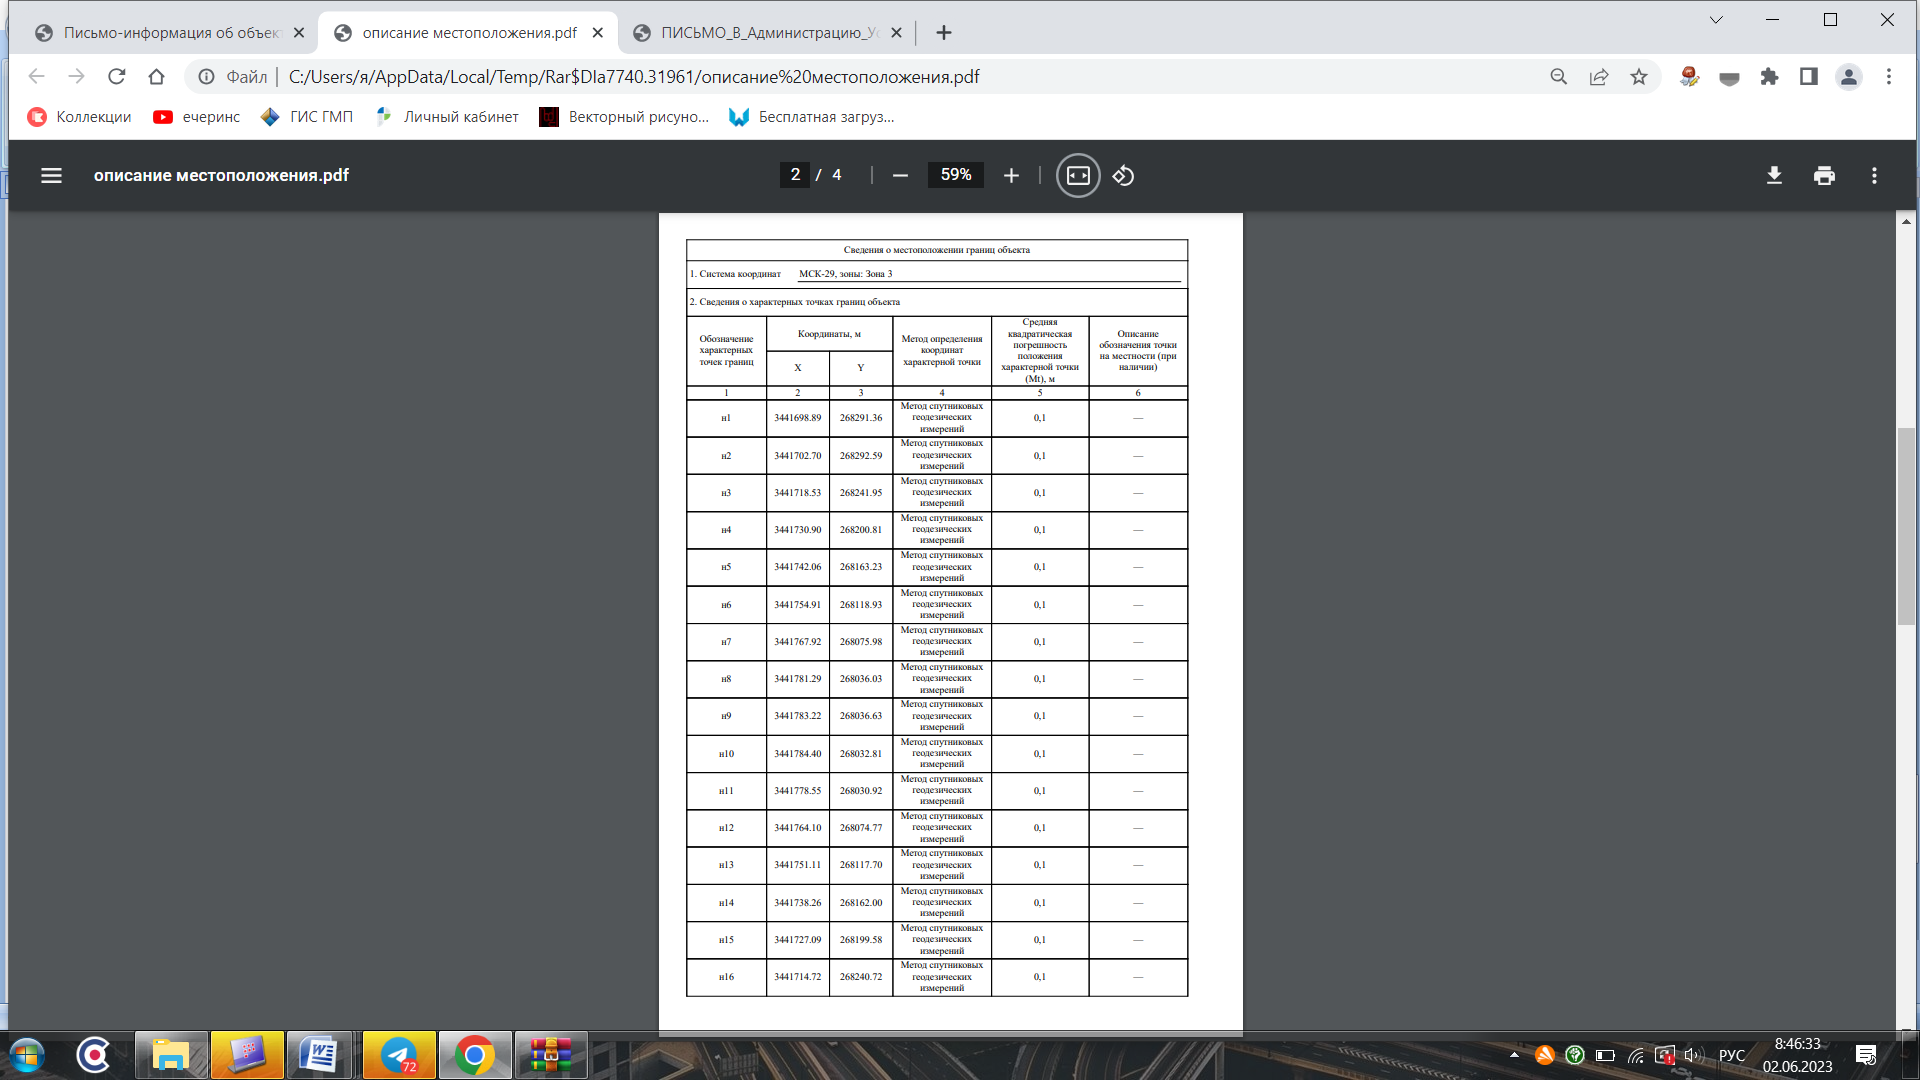 Письмо-информация об объек
описание местоположения.pdf
ПИСЬМО_В_Администрацию_Ус
Файл
C:/Users/я/AppData/Local/Temp/Rar$DIa7740.31961/описание%20местоположения.pdf
Коллекции
ечеринс
ГИС ГМП
Личный кабинет
Векторный рисуно...
Бесплатная загруз...
описание местоположения.pdf
2 / 4
59%
Сведения о местоположении границ объекта
1. Система координат МСК-29, зоны: Зона 3
2. Сведения о характерных точках границ объекта
Обозначение характерных точек границ
Координаты, м
X
Y
Метод определения координат характерной точки
Средняя квадратическая погрешность положения характерной точки (Mt), м
Описание обозначения точки на местности (при наличии)
1 2 3 4 5 6
н1 3441698.89 268291.36 Метод спутниковых геодезических измерений 0,1 —
н2 3441702.70 268292.59 Метод спутниковых геодезических измерений 0,1 —
н3 3441718.53 268241.95 Метод спутниковых геодезических измерений 0,1 —
н4 3441730.90 268200.81 Метод спутниковых геодезических измерений 0,1 —
н5 3441742.06 268163.23 Метод спутниковых геодезических измерений 0,1 —
н6 3441754.91 268118.93 Метод спутниковых геодезических измерений 0,1 —
н7 3441767.92 268075.98 Метод спутниковых геодезических измерений 0,1 —
н8 3441781.29 268036.03 Метод спутниковых геодезических измерений 0,1 —
н9 3441783.22 268036.63 Метод спутниковых геодезических измерений 0,1 —
н10 3441784.40 268032.81 Метод спутниковых геодезических измерений 0,1 —
н11 3441778.55 268030.92 Метод спутниковых геодезических измерений 0,1 —
н12 3441764.10 268074.77 Метод спутниковых геодезических измерений 0,1 —
н13 3441751.11 268117.70 Метод спутниковых геодезических измерений 0,1 —
н14 3441738.26 268162.00 Метод спутниковых геодезических измерений 0,1 —
н15 3441727.09 268199.58 Метод спутниковых геодезических измерений 0,1 —
н16 3441714.72 268240.72 Метод спутниковых геодезических измерений 0,1 —
72
РУС
8:46:33
02.06.2023